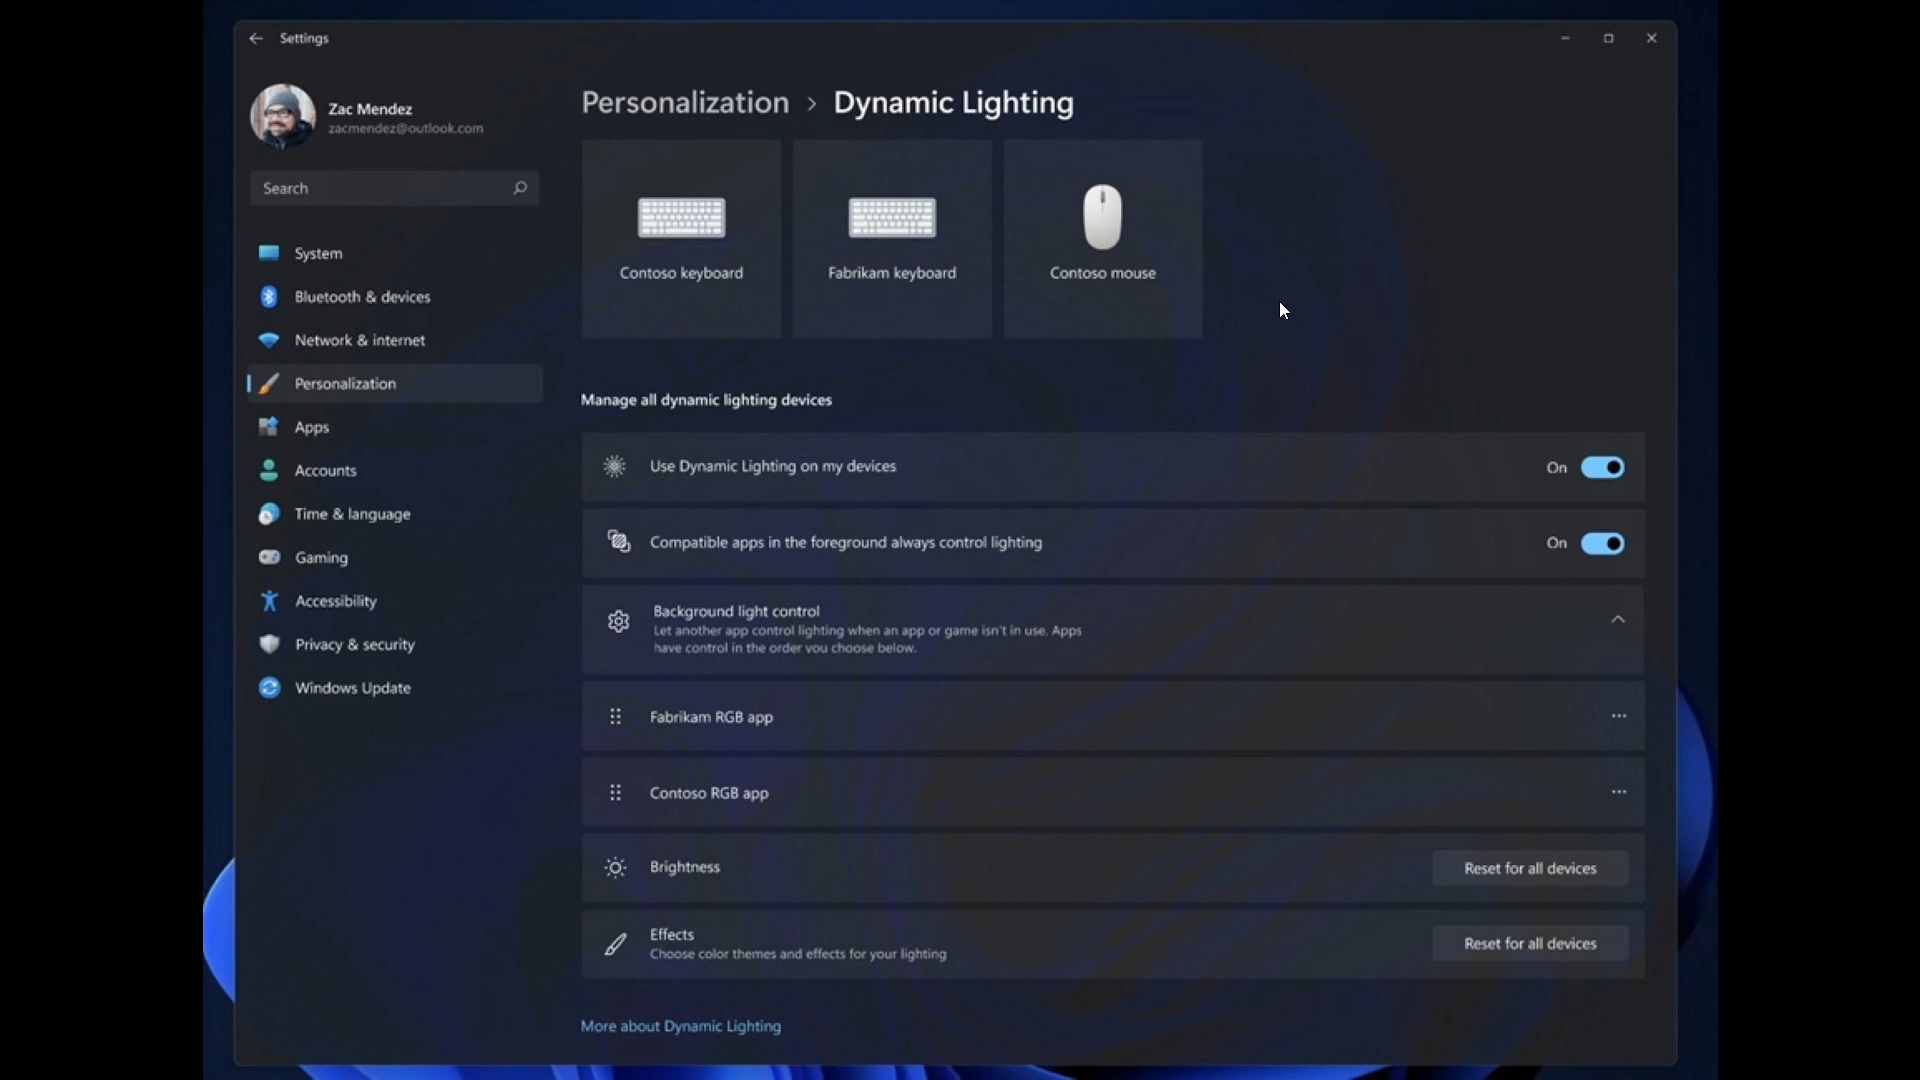 Settings
Zac Mendez
zacmendez@outlook.com
Search
System
Bluetooth & devices
Network & internet
Personalization
Apps
Accounts
Time & language
Gaming
Accessibility
Privacy & security
Windows Update
Personalization > Dynamic Lighting
Contoso keyboard
Fabrikam keyboard
Contoso mouse
Manage all dynamic lighting devices
Use Dynamic Lighting on my devices
On
Compatible apps in the foreground always control lighting
On
Background light control
Let another app control lighting when an app or game isn't in use. Apps
have control in the order you choose below.
Fabrikam RGB app
Contoso RGB app
Brightness
Reset for all devices
Effects
Choose color themes and effects for your lighting
Reset for all devices
More about Dynamic Lighting